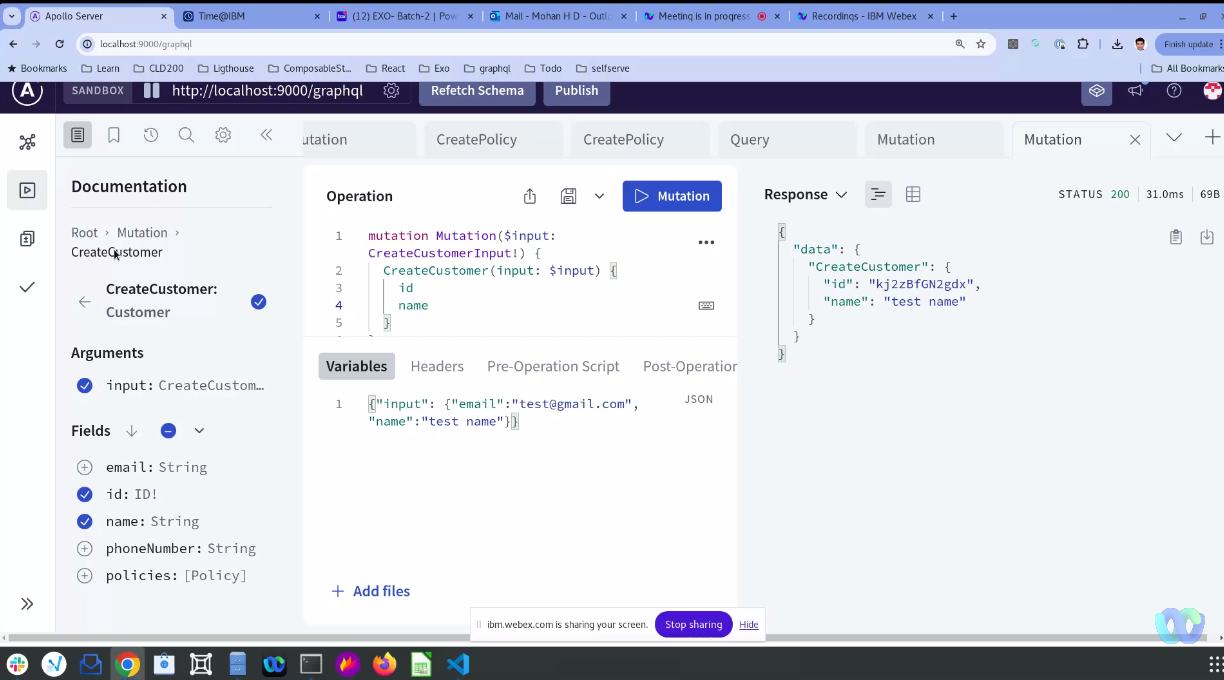 Apollo Server
Time@IBM
(12) EXO- Batch-2 | Pow
Mail - Mohan H D - Outlo
Meeting is in progress
Recordings - IBM Webex
localhost:9000/graphql
Finish update
Bookmarks
Learn
CLD200
Ligthouse
ComposableSt...
React
Exo
graphql
Todo
selfserve
All Bookmarks
SANDBOX
http://localhost:9000/graphql
Refetch Schema
Publish
utation
CreatePolicy
CreatePolicy
Query
Mutation
Mutation
Documentation
Root › Mutation ›
CreateCustomer
CreateCustomer:
Customer
Arguments
input: CreateCustom...
Fields
email: String
id: ID!
name: String
phoneNumber: String
policies: [Policy]
Operation
Mutation
1 mutation Mutation($input:
CreateCustomerInput!) {
2 CreateCustomer(input: $input) {
3 id
4 name
5 }
Variables
Headers
Pre-Operation Script
Post-Operation
JSON
1 {"input": {"email":"test@gmail.com",
"name":"test name"}}
+ Add files
Response
STATUS 200
31.0ms
69B
{
"data": {
"CreateCustomer": {
"id": "kj2zBfGN2gdx",
"name": "test name"
}
}
}
ibm.webex.com is sharing your screen.
Stop sharing
Hide